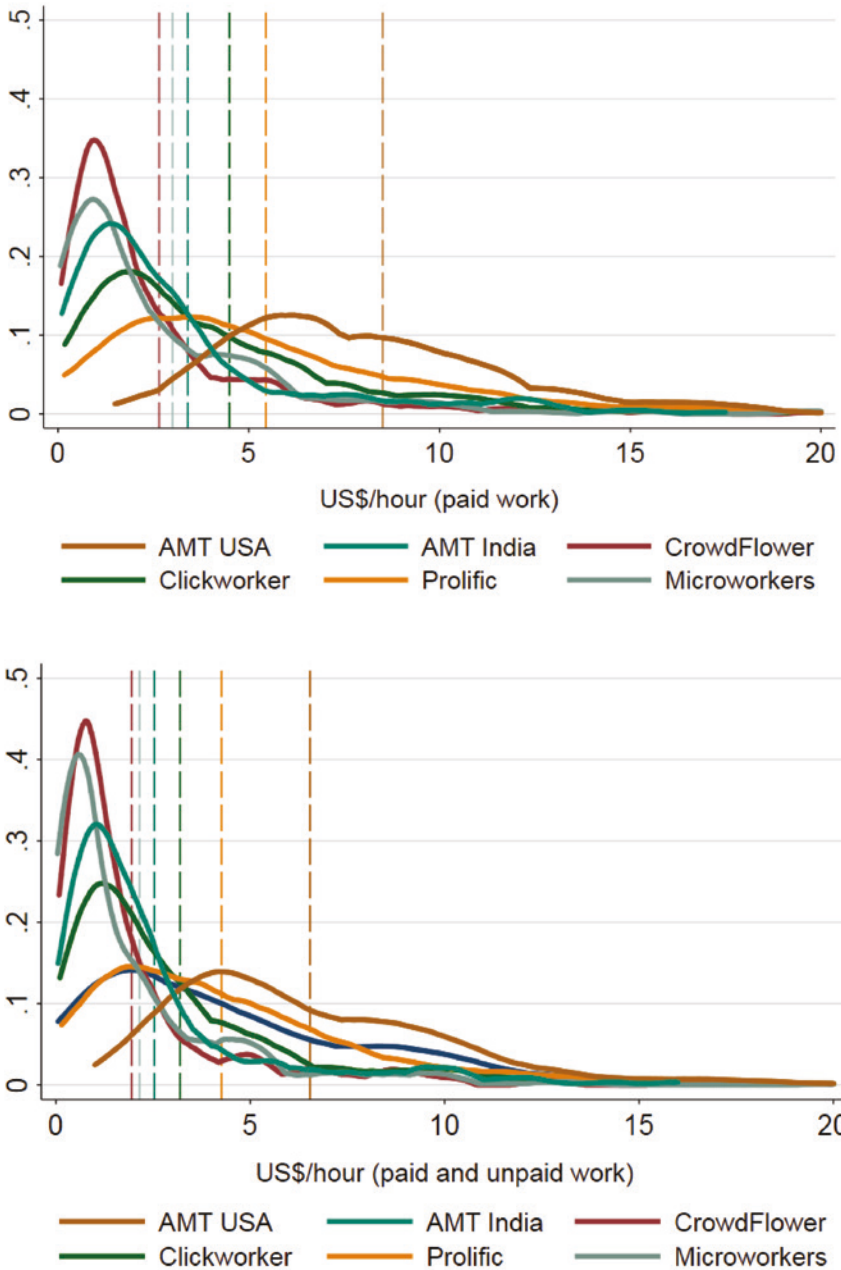 .5
.4
.3
.2
.1
0
0 5 10 15 20
US$/hour (paid work)
AMT USA AMT India CrowdFlower
Clickworker Prolific Microworkers
.5
.4
.3
.2
.1
0
0 5 10 15 20
US$/hour (paid and unpaid work)
AMT USA AMT India CrowdFlower
Clickworker Prolific Microworkers